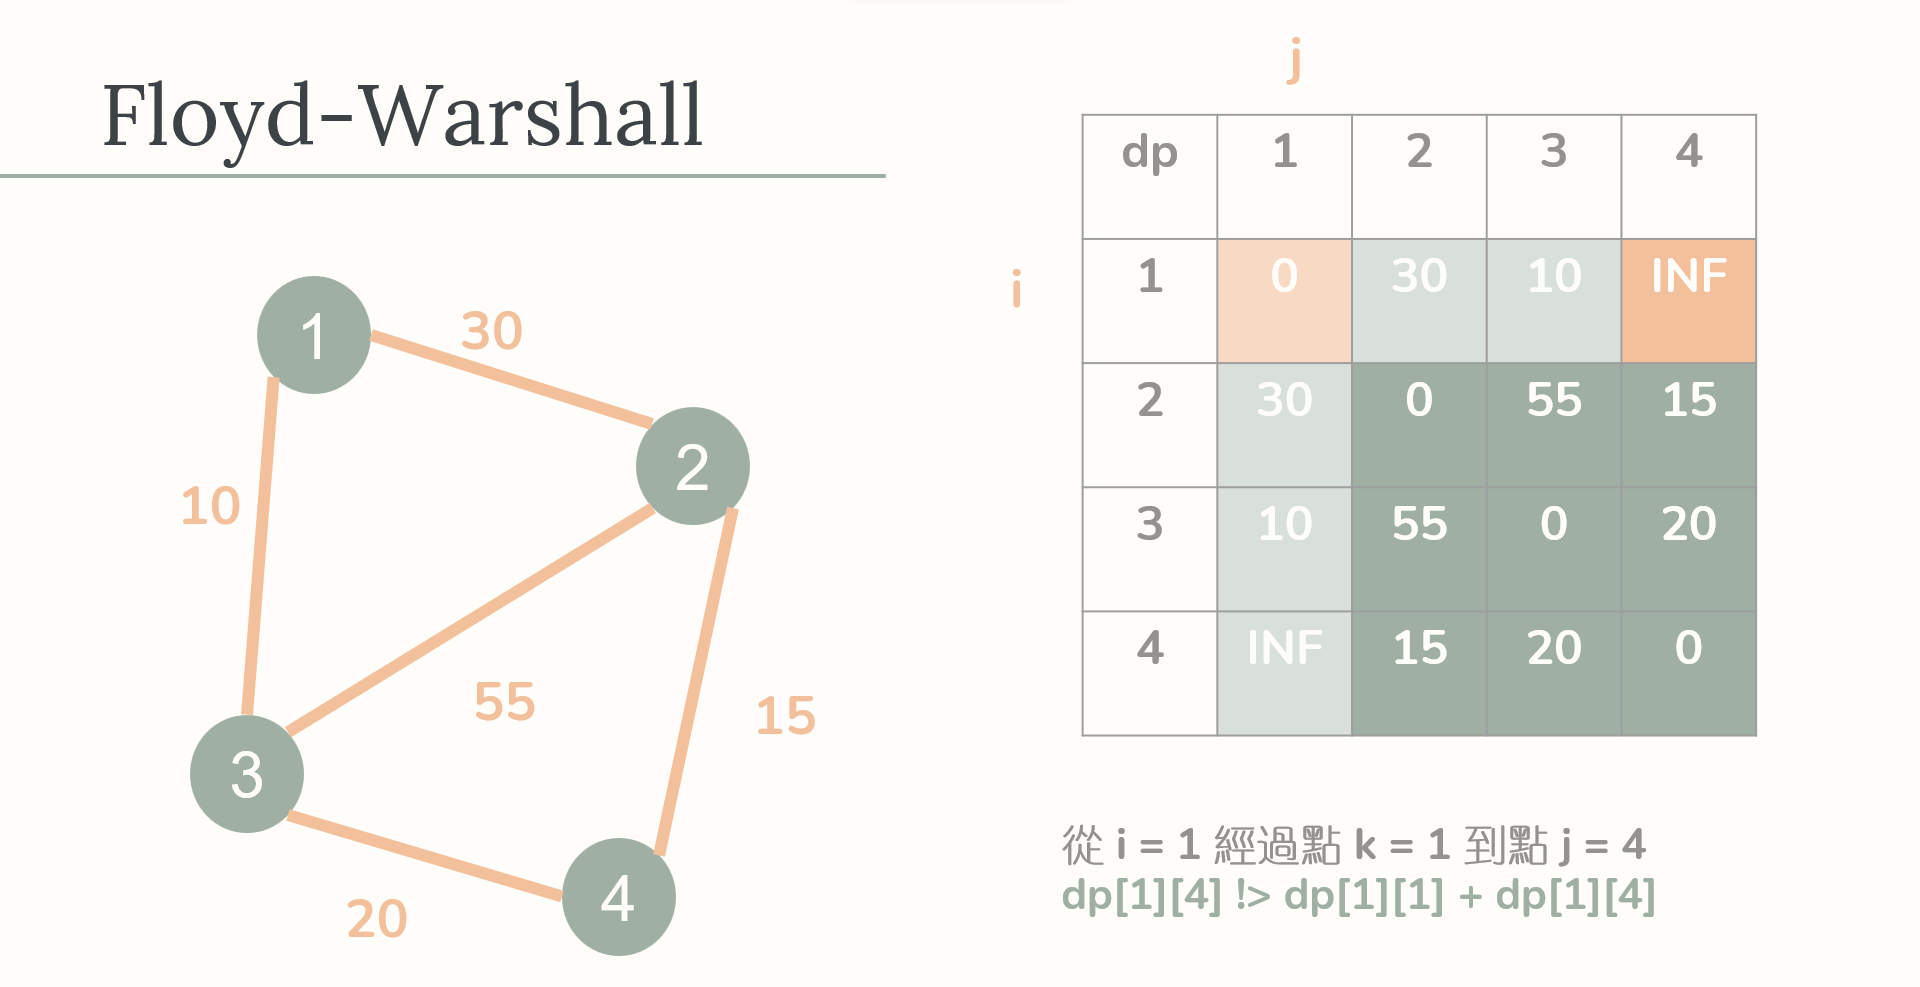 Floyd-Warshall
1
30
2
10
55
15
3
20
4
j
i
dp 1 2 3 4
1 0 30 10 INF
2 30 0 55 15
3 10 55 0 20
4 INF 15 20 0
從 i = 1 經過點 k = 1 到點 j = 4
dp[1][4] !> dp[1][1] + dp[1][4]